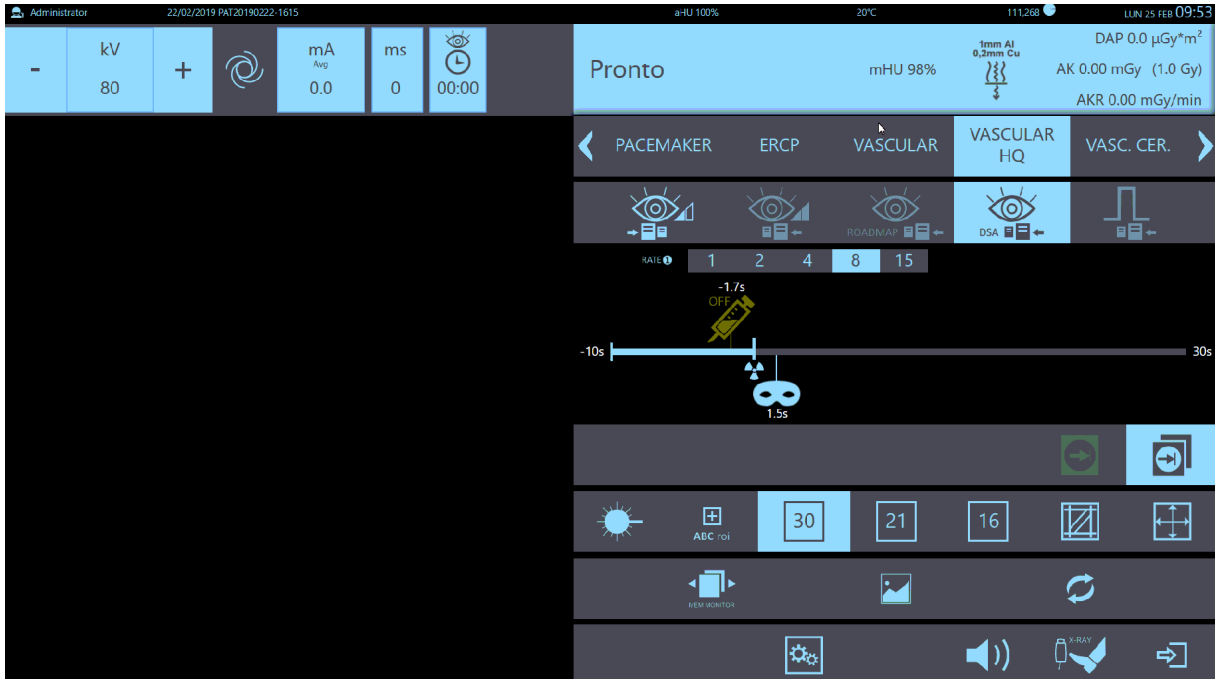 Administrator 22/02/2019 PAT20190222-1615 aHU 100% 20°C 111,268 LUN 25 FEB 09:53
-
kV
80
+
mA
Avg
0.0
ms
0
00:00
Pronto
mHU 98%
1mm Al
0,2mm Cu
DAP 0.0 µGy*m²
AK 0.00 mGy (1.0 Gy)
AKR 0.00 mGy/min
PACEMAKER ERCP VASCULAR VASCULAR HQ VASC. CER.
ROADMAP DSA
RATE 1 1 2 4 8 15
-1.7s
OFF
-10s 30s
1.5s
ABC roi 30 21 16
MEM MONITOR
X-RAY